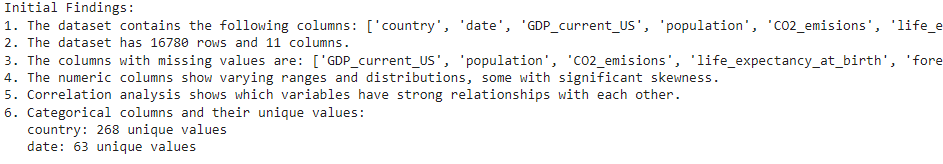 Initial Findings:
1. The dataset contains the following columns: ['country', 'date', 'GDP_current_US', 'population', 'CO2_emisions', 'life_e
2. The dataset has 16780 rows and 11 columns.
3. The columns with missing values are: ['GDP_current_US', 'population', 'CO2_emisions', 'life_expectancy_at_birth', 'fore
4. The numeric columns show varying ranges and distributions, some with significant skewness.
5. Correlation analysis shows which variables have strong relationships with each other.
6. Categorical columns and their unique values:
   country: 268 unique values
   date: 63 unique values